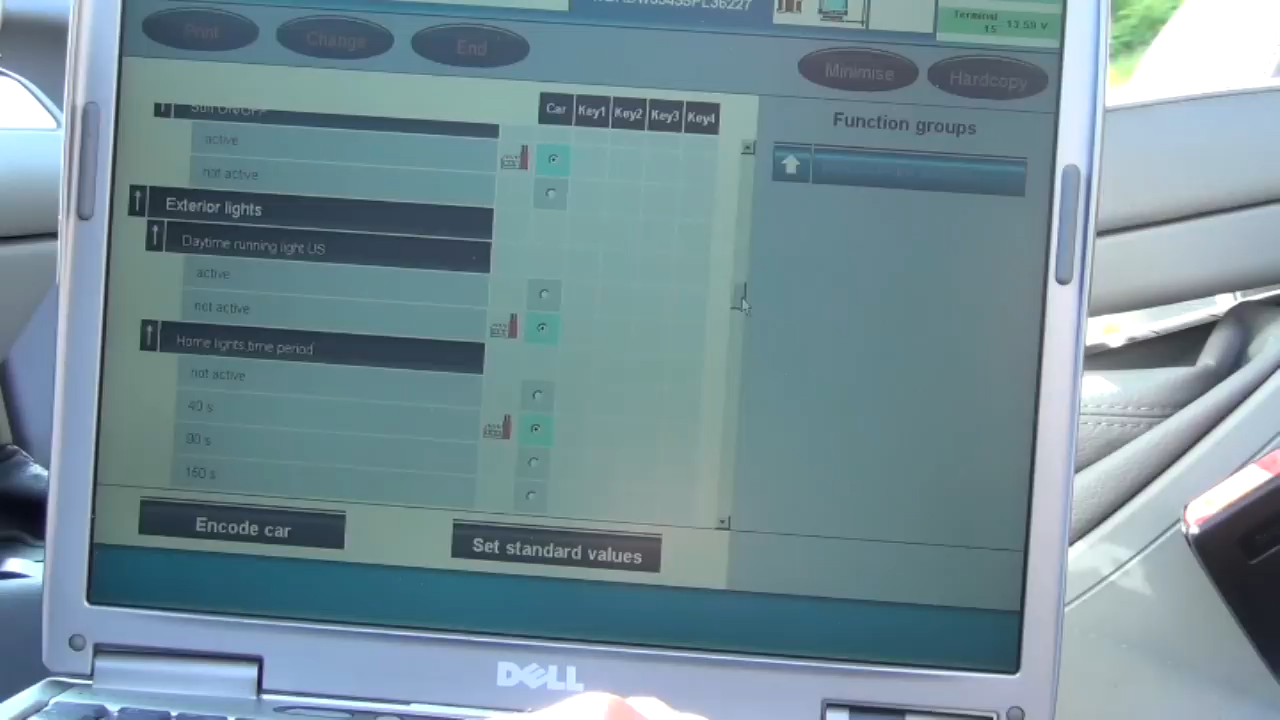 Terminal
15 13.59 V
Print Change End Minimise Hardcopy
Car Key1 Key2 Key3 Key4
Function groups
active
not active
Exterior lights
Daytime running light US
active
not active
Home lights,time period
not active
40 s
80 s
160 s
Encode car Set standard values
DELL